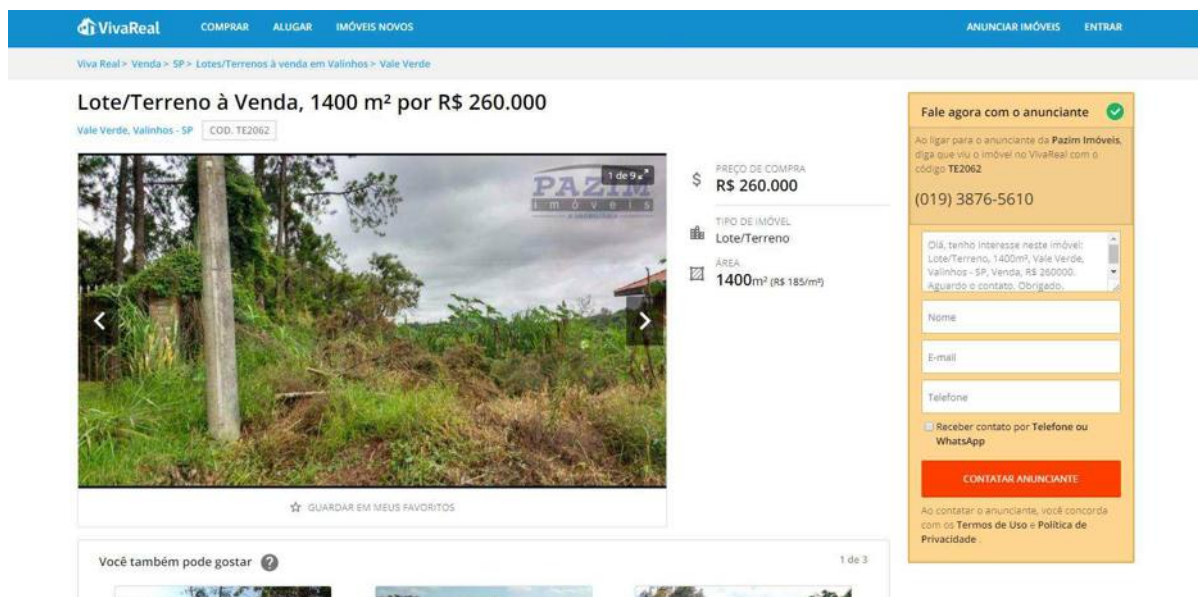 VivaReal COMPRAR ALUGAR IMÓVEIS NOVOS ANUNCIAR IMÓVEIS ENTRAR
Viva Real > Venda > SP > Lotes/Terrenos à venda em Valinhos > Vale Verde
Lote/Terreno à Venda, 1400 m² por R$ 260.000
Vale Verde, Valinhos - SP COD. TE2062
1 de 9
PAZIM
imóveis
PREÇO DE COMPRA
$ R$ 260.000
TIPO DE IMÓVEL
Lote/Terreno
ÁREA
1400m² (R$ 185/m²)
GUARDAR EM MEUS FAVORITOS
Você também pode gostar ? 1 de 3
Fale agora com o anunciante
Ao ligar para o anunciante da Pazim Imóveis,
diga que viu o imóvel no VivaReal com o
código TE2062
(019) 3876-5610
Olá, tenho interesse neste imóvel:
Lote/Terreno, 1400m², Vale Verde,
Valinhos - SP, Venda, R$ 260000.
Aguardo o contato. Obrigado.
Nome
E-mail
Telefone
Receber contato por Telefone ou
WhatsApp
CONTATAR ANUNCIANTE
Ao contatar o anunciante, você concorda
com os Termos de Uso e Política de
Privacidade .